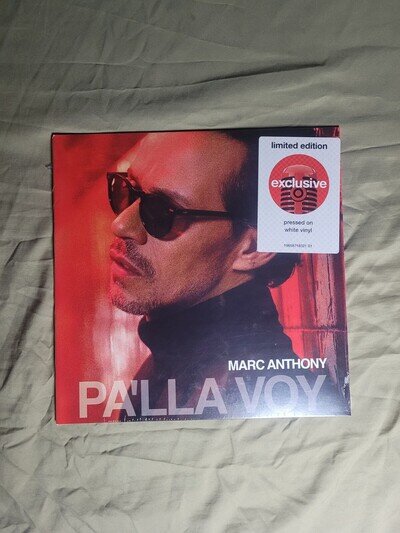 limited edition
exclusive
pressed on
white vinyl
MARC ANTHONY
PA'LLA VOY